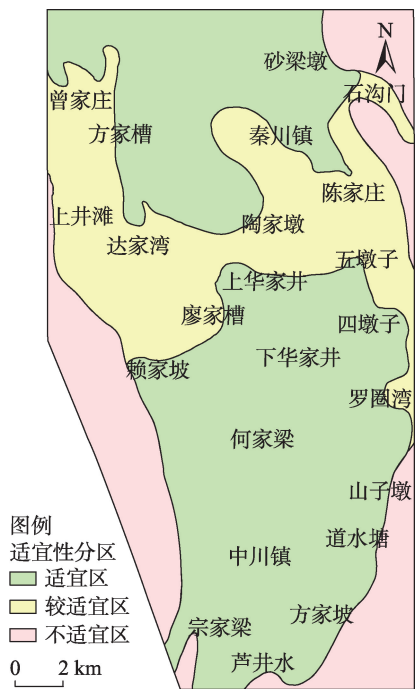 N
砂梁墩
石沟门
曾家庄
方家槽
秦川镇
陈家庄
上井滩
陶家墩
达家湾
五墩子
上华家井
廖家槽
四墩子
下华家井
赖家坡
罗圈湾
何家梁
山子墩
道水塘
中川镇
方家坡
宗家梁
芦井水
图例
适宜性分区
适宜区
较适宜区
不适宜区
0 2 km